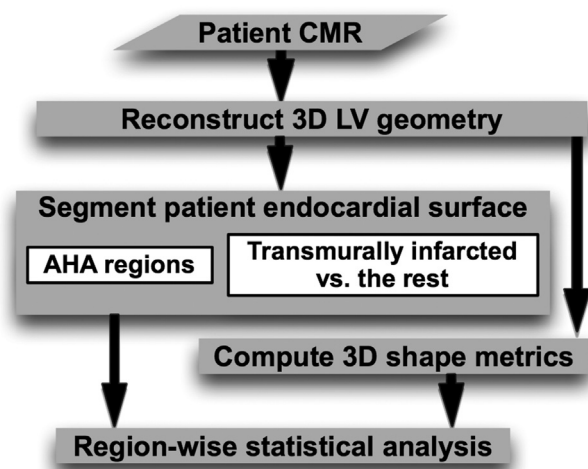 Patient CMR
Reconstruct 3D LV geometry
Segment patient endocardial surface
AHA regions
Transmurally infarcted
vs. the rest
Compute 3D shape metrics
Region-wise statistical analysis